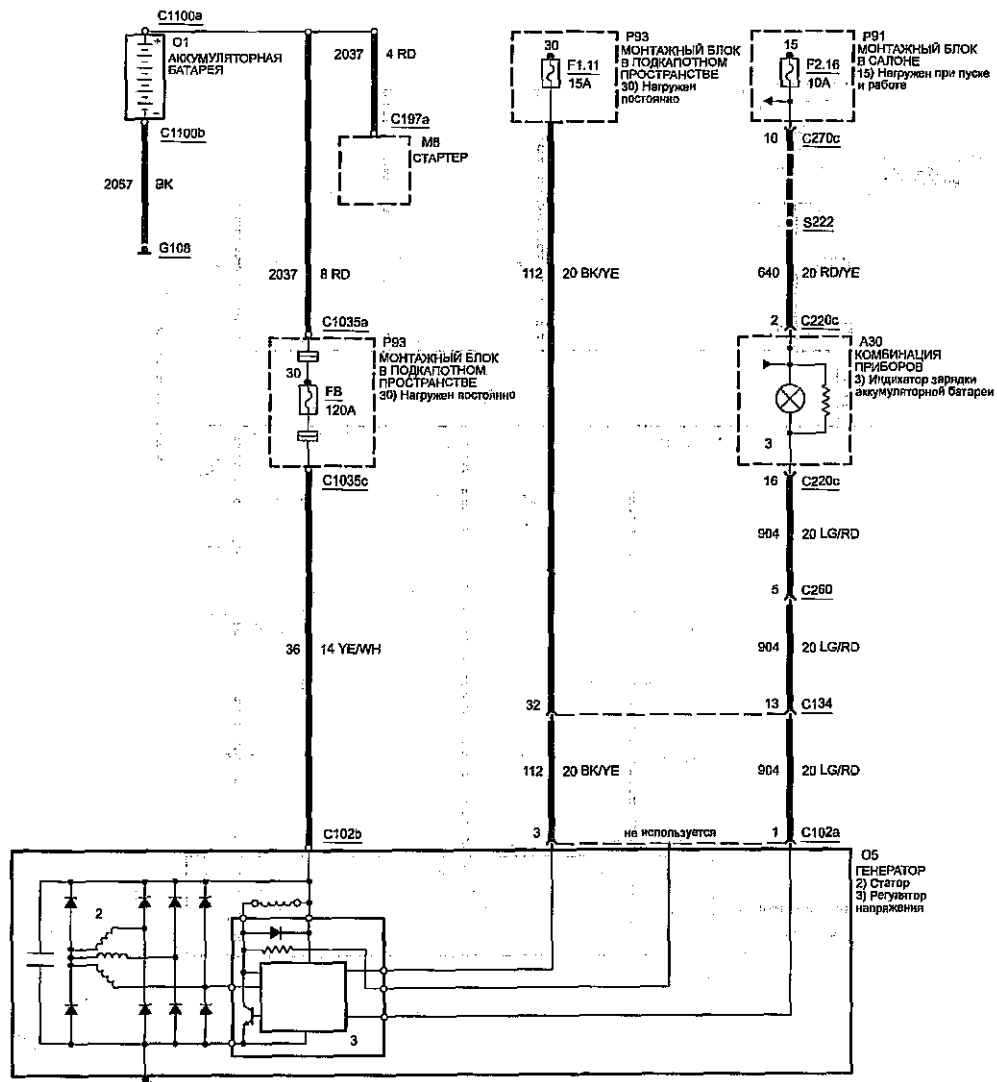 C1100a
O1
АККУМУЛЯТОРНАЯ
БАТАРЕЯ
+
−
C1100b
2057 BK
G108
2037 4 RD
C197a
M8
СТАРТЕР
2037 8 RD
C1035a
P93
МОНТАЖНЫЙ БЛОК
В ПОДКАПОТНОМ
ПРОСТРАНСТВЕ
30) Нагружен постоянно
30
F8
120A
C1035c
36 14 YE/WH
C102b
30
F1.11
15A
P93
МОНТАЖНЫЙ БЛОК
В ПОДКАПОТНОМ
ПРОСТРАНСТВЕ
30) Нагружен
постоянно
112 20 BK/YE
32
112 20 BK/YE
3
не используется
15
F2.16
10A
P91
МОНТАЖНЫЙ БЛОК
В САЛОНЕ
15) Нагружен при пуске
и работе
10 C270c
S222
640 20 RD/YE
2 C220c
A30
КОМБИНАЦИЯ
ПРИБОРОВ
3) Индикатор зарядки
аккумуляторной батареи
3
16 C220c
904 20 LG/RD
5 C260
904 20 LG/RD
13 C134
904 20 LG/RD
1 C102a
O5
ГЕНЕРАТОР
2) Статор
3) Регулятор
напряжения
2
3